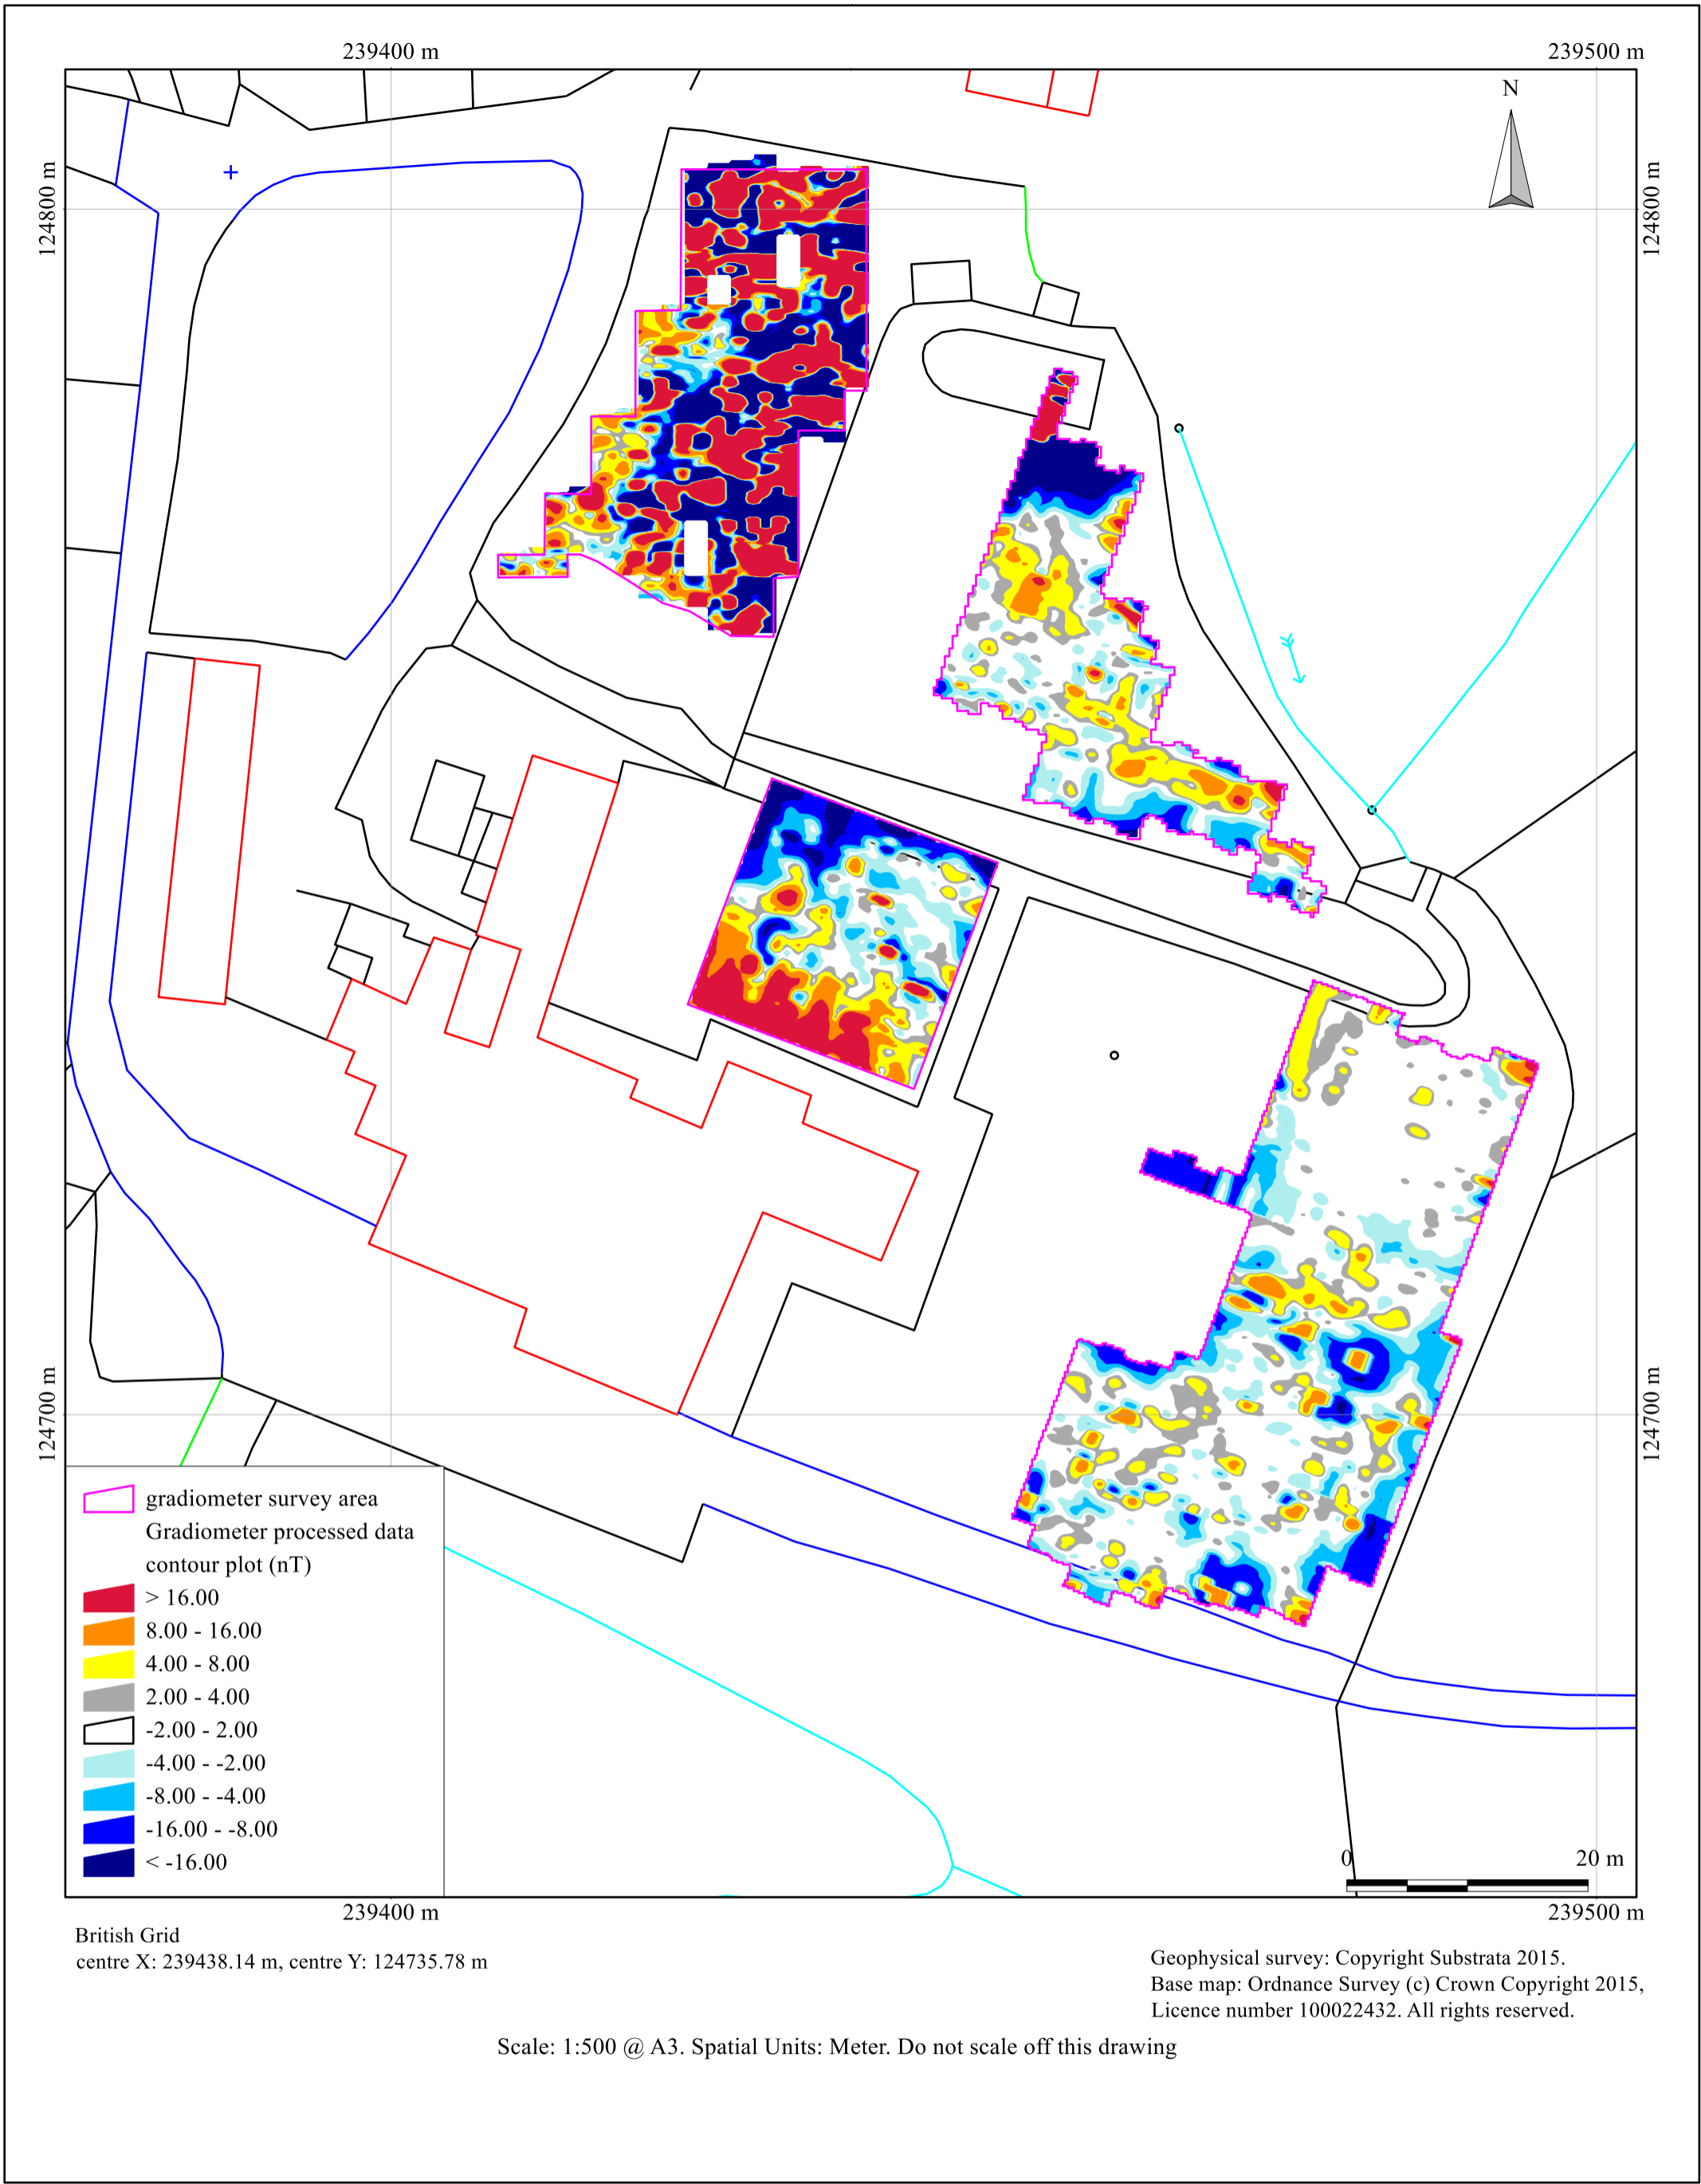 239400 m
239500 m
N
124800 m
124800 m
124700 m
124700 m
gradiometer survey area
Gradiometer processed data
contour plot (nT)
> 16.00
8.00 - 16.00
4.00 - 8.00
2.00 - 4.00
-2.00 - 2.00
-4.00 - -2.00
-8.00 - -4.00
-16.00 - -8.00
< -16.00
0
20 m
239400 m
239500 m
British Grid
centre X: 239438.14 m, centre Y: 124735.78 m
Geophysical survey: Copyright Substrata 2015.
Base map: Ordnance Survey (c) Crown Copyright 2015,
Licence number 100022432. All rights reserved.
Scale: 1:500 @ A3. Spatial Units: Meter. Do not scale off this drawing